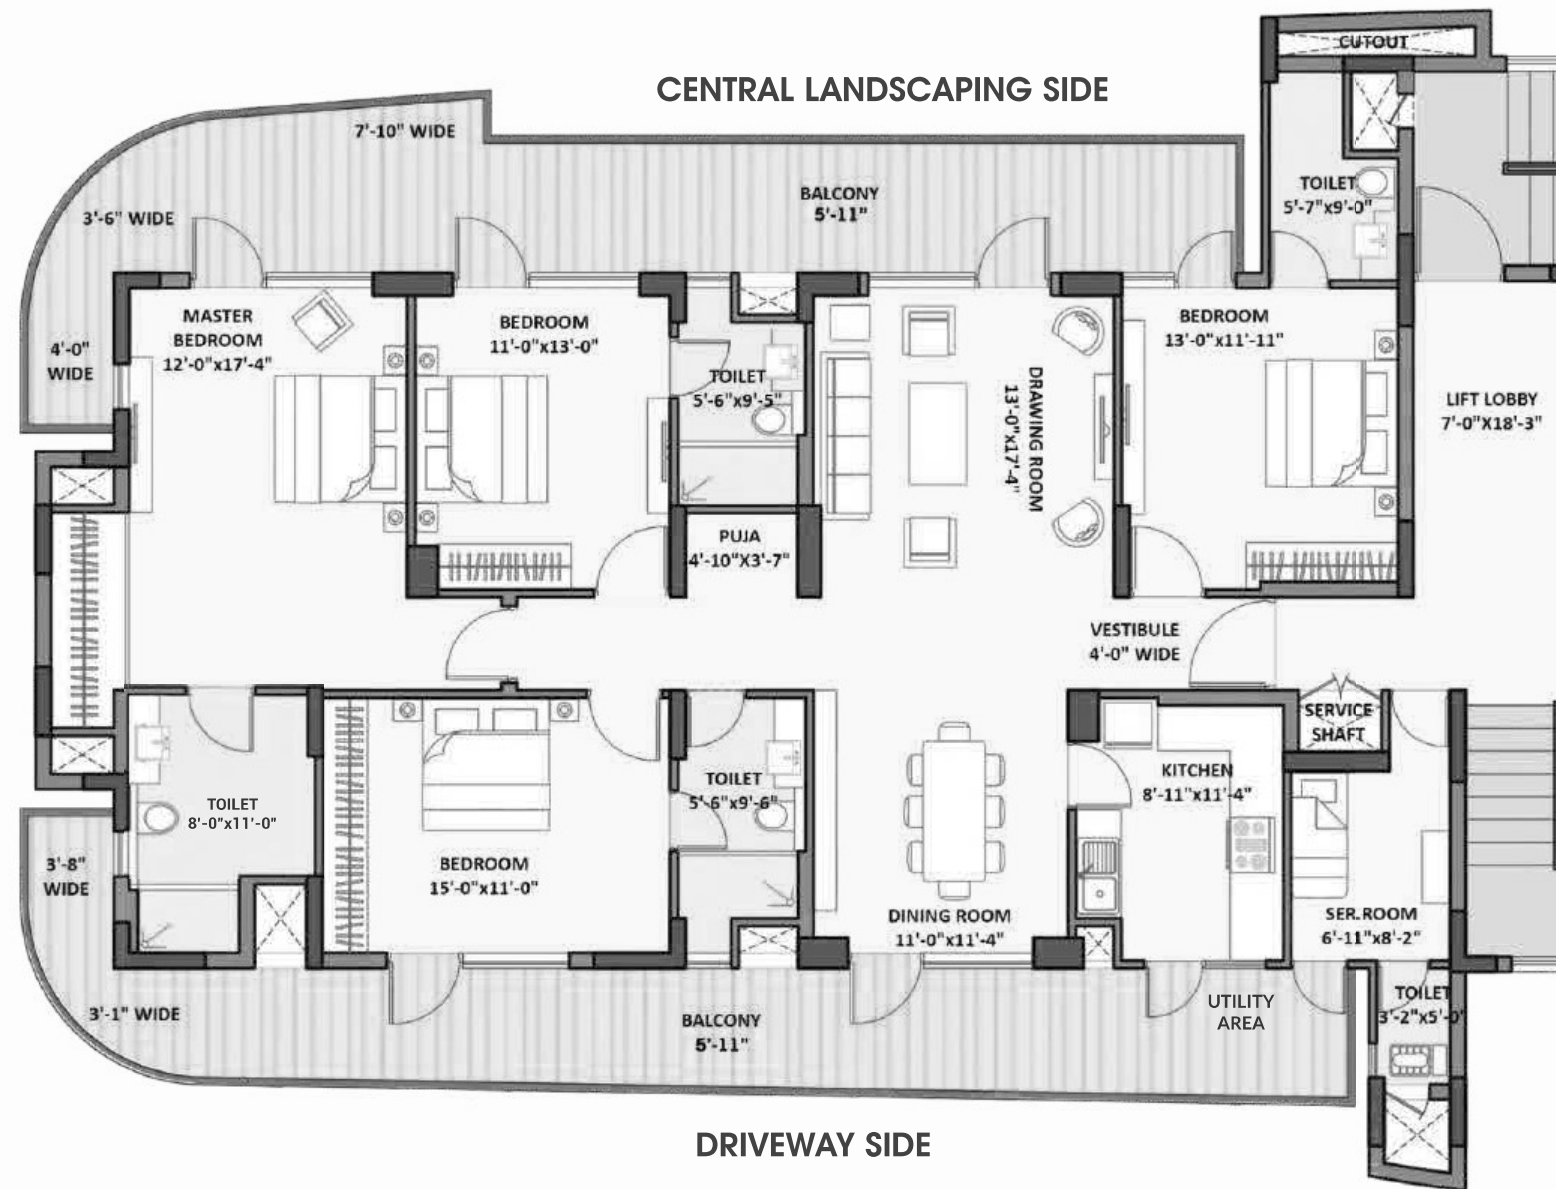 CUTOUT
CENTRAL LANDSCAPING SIDE
7'-10" WIDE
BALCONY
5'-11"
TOILET
5'-7"x9'-0"
3'-6" WIDE
MASTER
BEDROOM
12'-0"x17'-4"
BEDROOM
11'-0"x13'-0"
BEDROOM
13'-0"x11'-11"
4'-0"
WIDE
TOILET
5'-6"x9'-5"
DRAWING ROOM
13'-0"x17'-4"
LIFT LOBBY
7'-0"X18'-3"
PUJA
4'-10"X3'-7"
VESTIBULE
4'-0" WIDE
SERVICE
SHAFT
TOILET
8'-0"x11'-0"
TOILET
5'-6"x9'-6"
KITCHEN
8'-11"x11'-4"
3'-8"
WIDE
BEDROOM
15'-0"x11'-0"
DINING ROOM
11'-0"x11'-4"
SER.ROOM
6'-11"x8'-2"
3'-1" WIDE
BALCONY
5'-11"
UTILITY
AREA
TOILET
3'-2"x5'-0"
DRIVEWAY SIDE